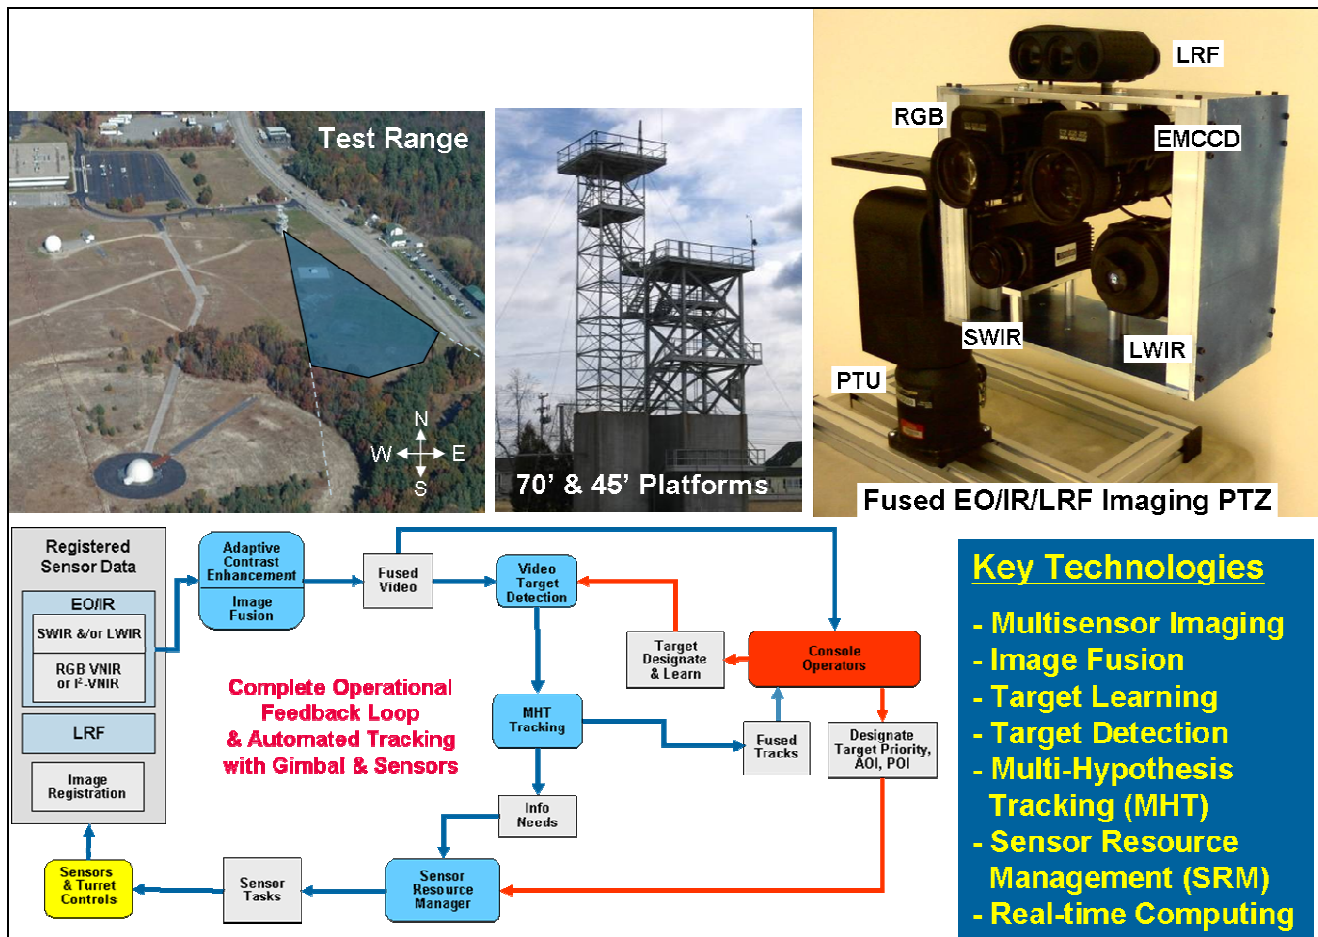 Test Range
N
W E
S
70' & 45' Platforms
LRF
RGB
EMCCD
SWIR
LWIR
PTU
Fused EO/IR/LRF Imaging PTZ
Registered
Sensor Data
EO/IR
SWIR &/or LWIR
RGB VNIR
or I²-VNIR
LRF
Image
Registration
Adaptive
Contrast
Enhancement
Image
Fusion
Fused
Video
Video
Target
Detection
Target
Designate
& Learn
Console
Operators
Complete Operational
Feedback Loop
& Automated Tracking
with Gimbal & Sensors
MHT
Tracking
Fused
Tracks
Designate
Target Priority,
AOI, POI
Info
Needs
Sensors
& Turret
Controls
Sensor
Tasks
Sensor
Resource
Manager
Key Technologies
- Multisensor Imaging
- Image Fusion
- Target Learning
- Target Detection
- Multi-Hypothesis
Tracking (MHT)
- Sensor Resource
Management (SRM)
- Real-time Computing